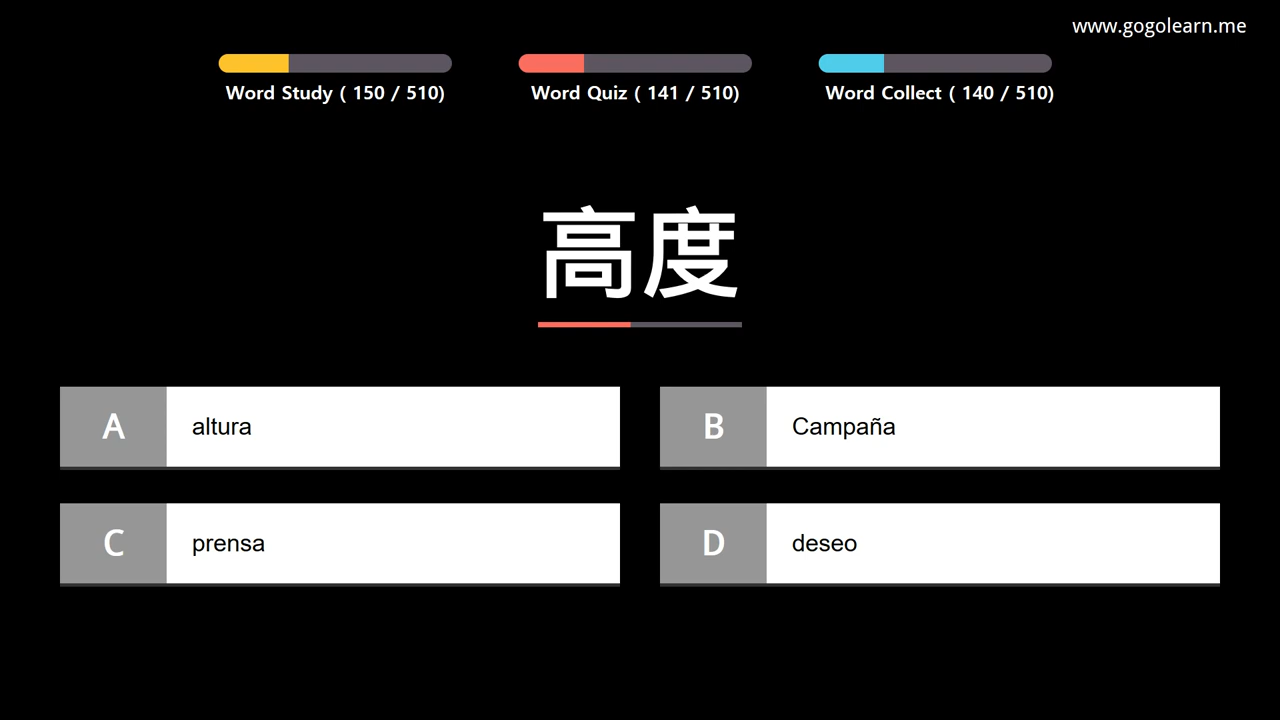 www.gogolearn.me
Word Study ( 150 / 510)
Word Quiz ( 141 / 510)
Word Collect ( 140 / 510)
高度
A altura
B Campaña
C prensa
D deseo